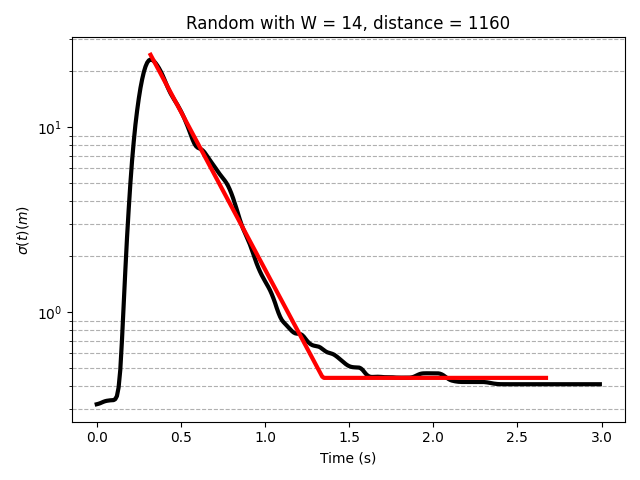 Random with W = 14, distance = 1160
σ(t)(m)
10¹
10⁰
0.0 0.5 1.0 1.5 2.0 2.5 3.0
Time (s)